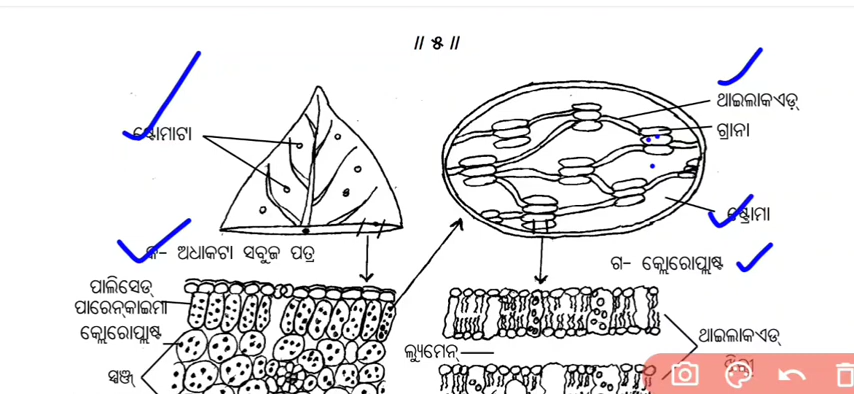 // ୫ //
ଷ୍ଟୋମାଟା
ଥାଇଲାକଏଡ୍
ଗ୍ରାନା
ଷ୍ଟ୍ରୋମା
କ- ଅଧାକଟା ସବୁଜ ପତ୍ର
ଗ- କ୍ଲୋରୋପ୍ଲାଷ୍ଟ
ପାଲିସେଡ୍
ପାରେନ୍‌କାଇମା
କ୍ଲୋରୋପ୍ଲାଷ୍ଟ
ସ୍ପଞ୍ଜ୍
ଲ୍ୟୁମେନ୍
ଥାଇଲାକଏଡ୍